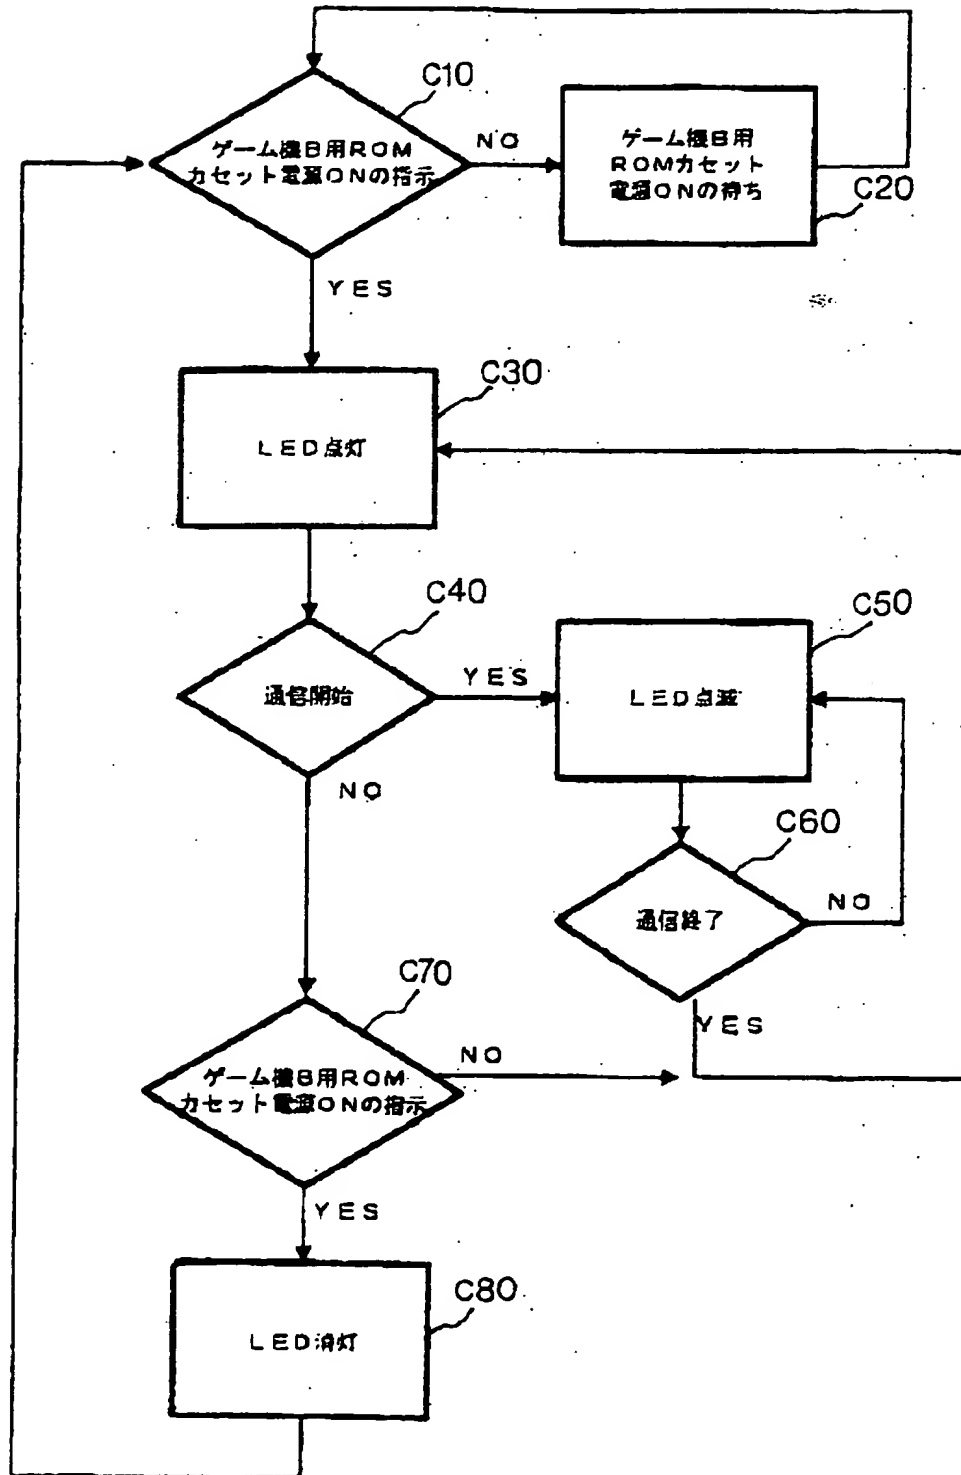 C10
ゲーム機B用ROM
カセット電源ONの指示
NO
ゲーム機B用
ROMカセット
電源ONの待ち
C20
YES
C30
LED点灯
C40
通信開始
YES
C50
LED点滅
NO
C60
通信終了
NO
YES
C70
ゲーム機B用ROM
カセット電源ONの指示
NO
YES
C80
LED消灯